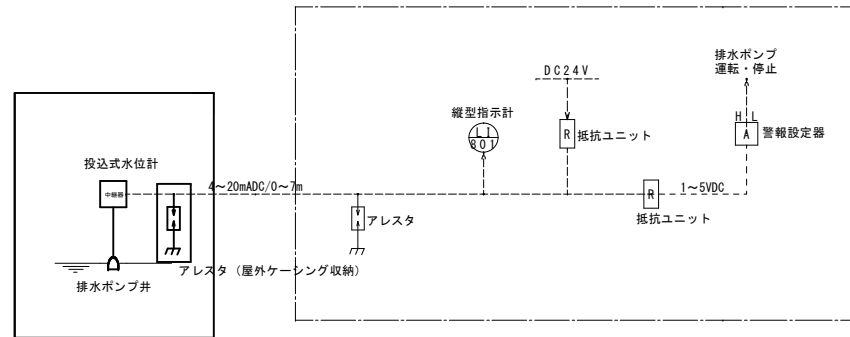 排水ポンプ
運転・停止
DC24V
縦型指示計
H L
LI
801
R
抵抗ユニット
A
警報設定器
投込式水位計
中継器
4～20mADC/0～7m
R
1～5VDC
アレスタ
抵抗ユニット
アレスタ（屋外ケーシング収納）
排水ポンプ井